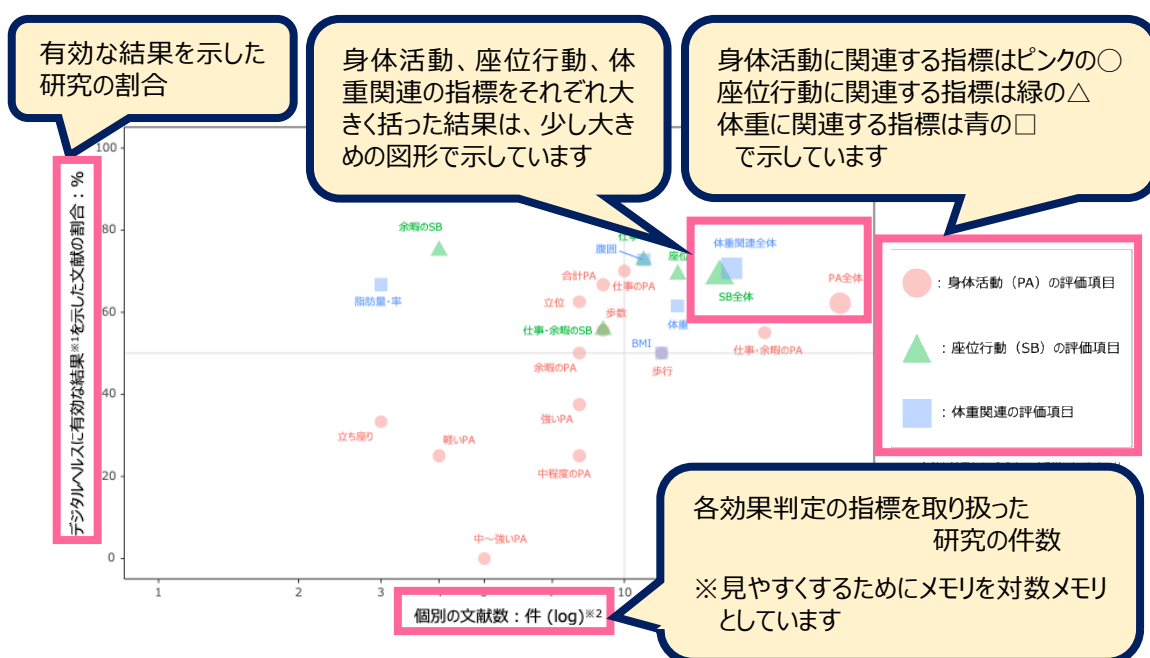 有効な結果を示した
研究の割合
身体活動、座位行動、体
重関連の指標をそれぞれ大
きく括った結果は、少し大き
めの図形で示しています
身体活動に関連する指標はピンクの○
座位行動に関連する指標は緑の△
体重に関連する指標は青の□
で示しています
デジタルヘルスに有効な結果※1を示した文献の割合：%
100
80
60
40
20
0
余暇のSB
脂肪量・率
合計PA
腹囲
仕事のPA
立位
歩数
仕事・余暇のSB
体重
BMI
歩行
余暇のPA
体重関連全体
SB全体
PA全体
仕事・余暇のPA
強いPA
立ち座り
軽いPA
中程度のPA
中～強いPA
：身体活動（PA）の評価項目
：座位行動（SB）の評価項目
：体重関連の評価項目
1
2
3
10
個別の文献数：件 (log)※2
各効果判定の指標を取り扱った
研究の件数
※見やすくするためにメモリを対数メモリ
としています